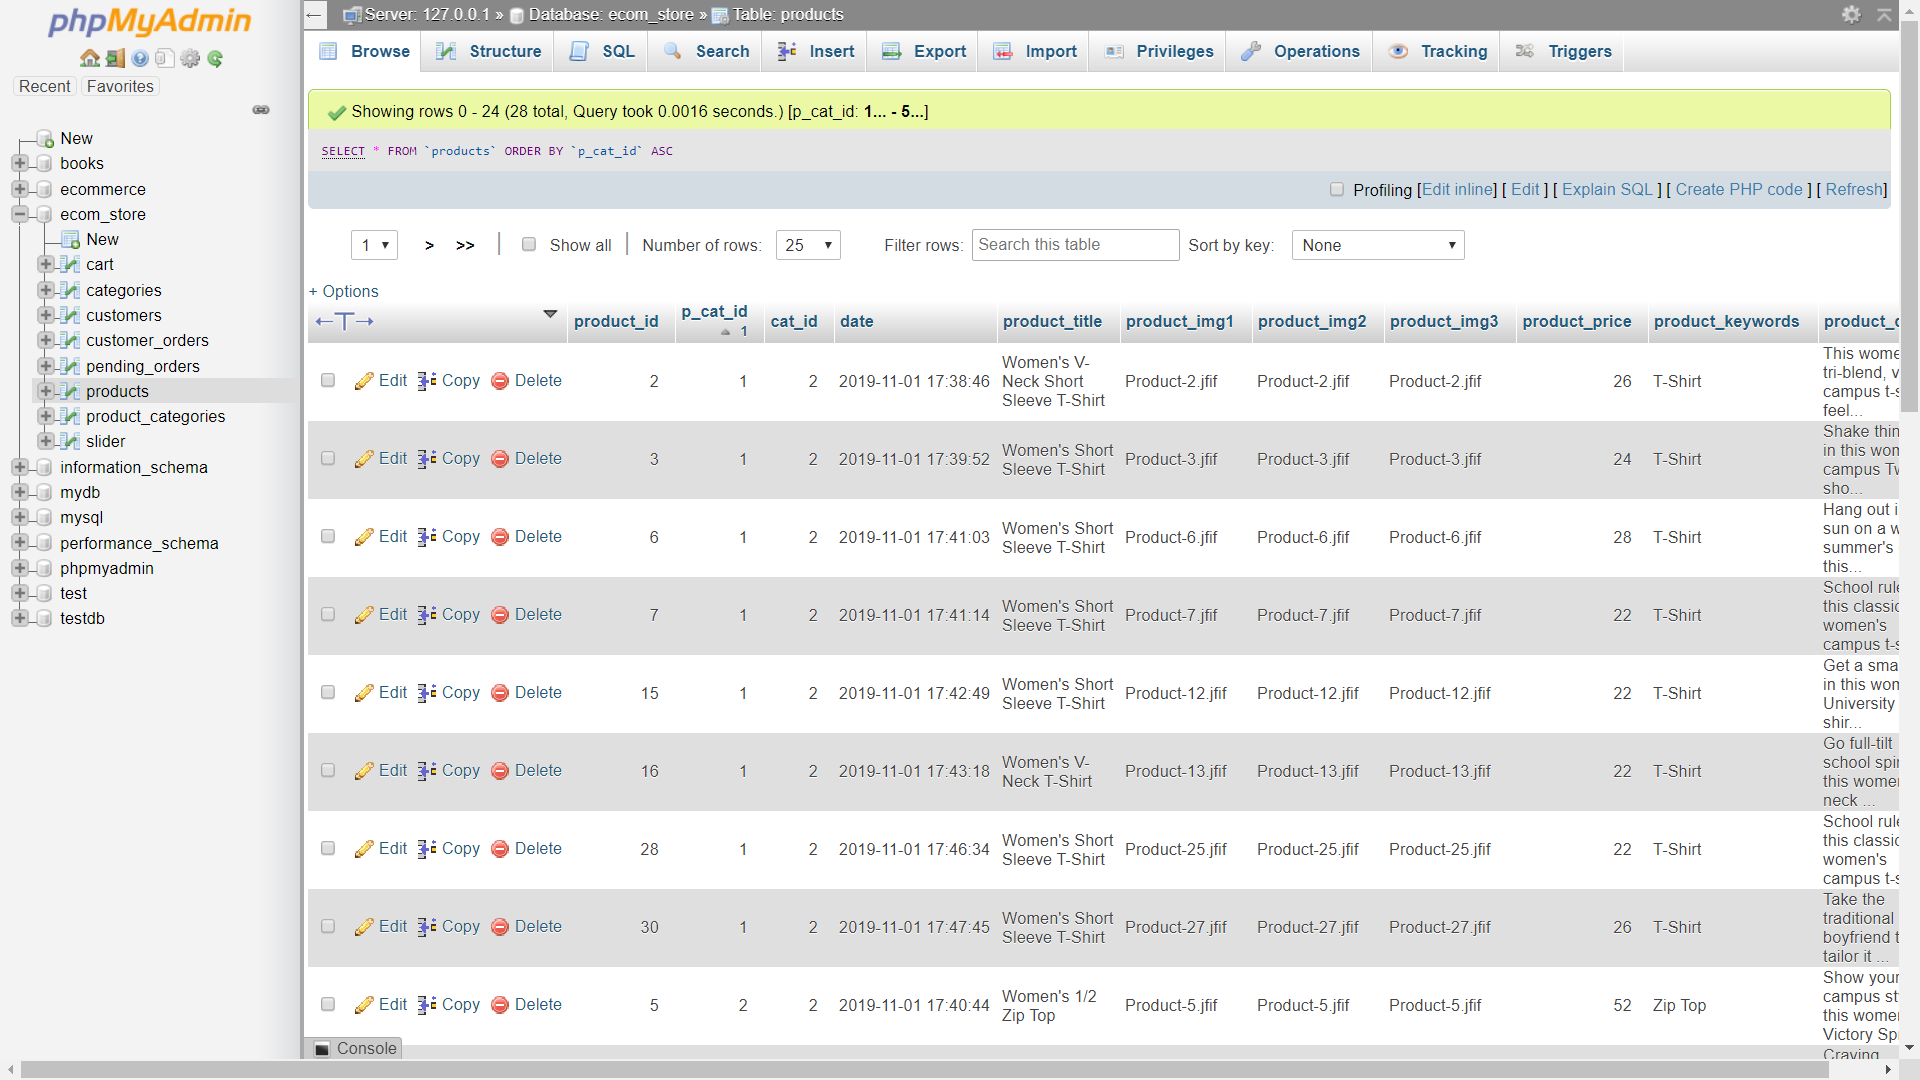 phpMyAdmin
Recent Favorites
New
books
ecommerce
ecom_store
New
cart
categories
customers
customer_orders
pending_orders
products
product_categories
slider
information_schema
mydb
mysql
performance_schema
phpmyadmin
test
testdb
Server: 127.0.0.1 » Database: ecom_store » Table: products
Browse Structure SQL Search Insert Export Import Privileges Operations Tracking Triggers
Showing rows 0 - 24 (28 total, Query took 0.0016 seconds.) [p_cat_id: 1... - 5...]
SELECT * FROM `products` ORDER BY `p_cat_id` ASC
Profiling [Edit inline] [ Edit ] [ Explain SQL ] [ Create PHP code ] [ Refresh]
1 > >> Show all Number of rows: 25 Filter rows: Search this table Sort by key: None
+ Options
product_id p_cat_id 1 cat_id date product_title product_img1 product_img2 product_img3 product_price product_keywords
Edit Copy Delete 2 1 2 2019-11-01 17:38:46 Women's V-
Neck Short
Sleeve T-Shirt Product-2.jfif Product-2.jfif Product-2.jfif 26 T-Shirt This wome
tri-blend, v
campus t-s
feel...
Edit Copy Delete 3 1 2 2019-11-01 17:39:52 Women's Short
Sleeve T-Shirt Product-3.jfif Product-3.jfif Product-3.jfif 24 T-Shirt Shake thin
in this wom
campus Tw
sho...
Edit Copy Delete 6 1 2 2019-11-01 17:41:03 Women's Short
Sleeve T-Shirt Product-6.jfif Product-6.jfif Product-6.jfif 28 T-Shirt Hang out i
sun on a w
summer's
this...
Edit Copy Delete 7 1 2 2019-11-01 17:41:14 Women's Short
Sleeve T-Shirt Product-7.jfif Product-7.jfif Product-7.jfif 22 T-Shirt School rule
this classic
women's
campus t-s
Edit Copy Delete 15 1 2 2019-11-01 17:42:49 Women's Short
Sleeve T-Shirt Product-12.jfif Product-12.jfif Product-12.jfif 22 T-Shirt Get a sma
in this wom
University
shir...
Edit Copy Delete 16 1 2 2019-11-01 17:43:18 Women's V-
Neck T-Shirt Product-13.jfif Product-13.jfif Product-13.jfif 22 T-Shirt Go full-tilt
school spi
this wome
neck ...
Edit Copy Delete 28 1 2 2019-11-01 17:46:34 Women's Short
Sleeve T-Shirt Product-25.jfif Product-25.jfif Product-25.jfif 22 T-Shirt School rule
this classic
women's
campus t-s
Edit Copy Delete 30 1 2 2019-11-01 17:47:45 Women's Short
Sleeve T-Shirt Product-27.jfif Product-27.jfif Product-27.jfif 26 T-Shirt Take the
traditional
boyfriend t
tailor it ...
Edit Copy Delete 5 2 2 2019-11-01 17:40:44 Women's 1/2
Zip Top Product-5.jfif Product-5.jfif Product-5.jfif 52 Zip Top Show your
campus st
this wome
Victory Sp
Craving
Console